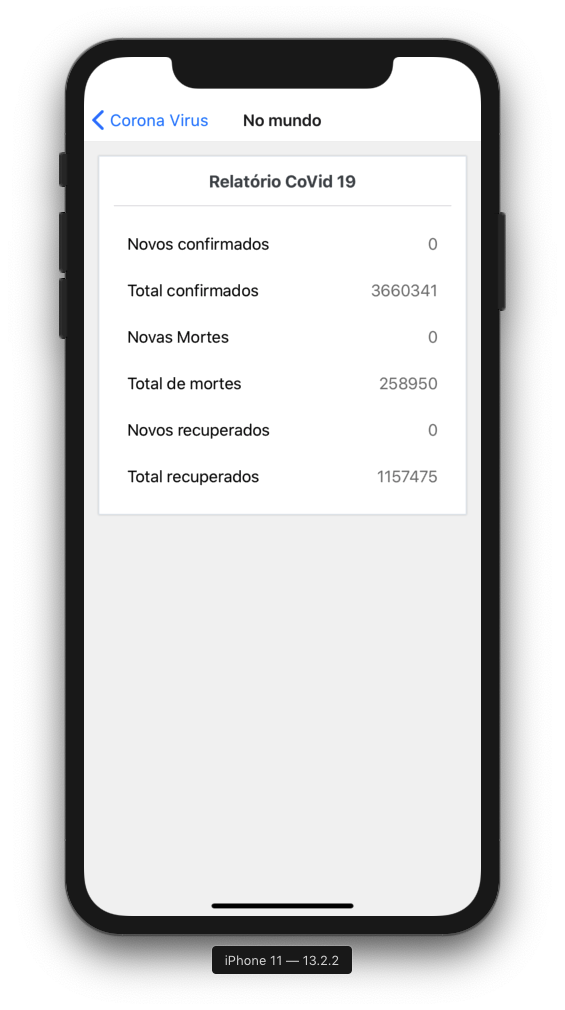 Corona Virus No mundo
Relatório CoVid 19
Novos confirmados 0
Total confirmados 3660341
Novas Mortes 0
Total de mortes 258950
Novos recuperados 0
Total recuperados 1157475
iPhone 11 — 13.2.2